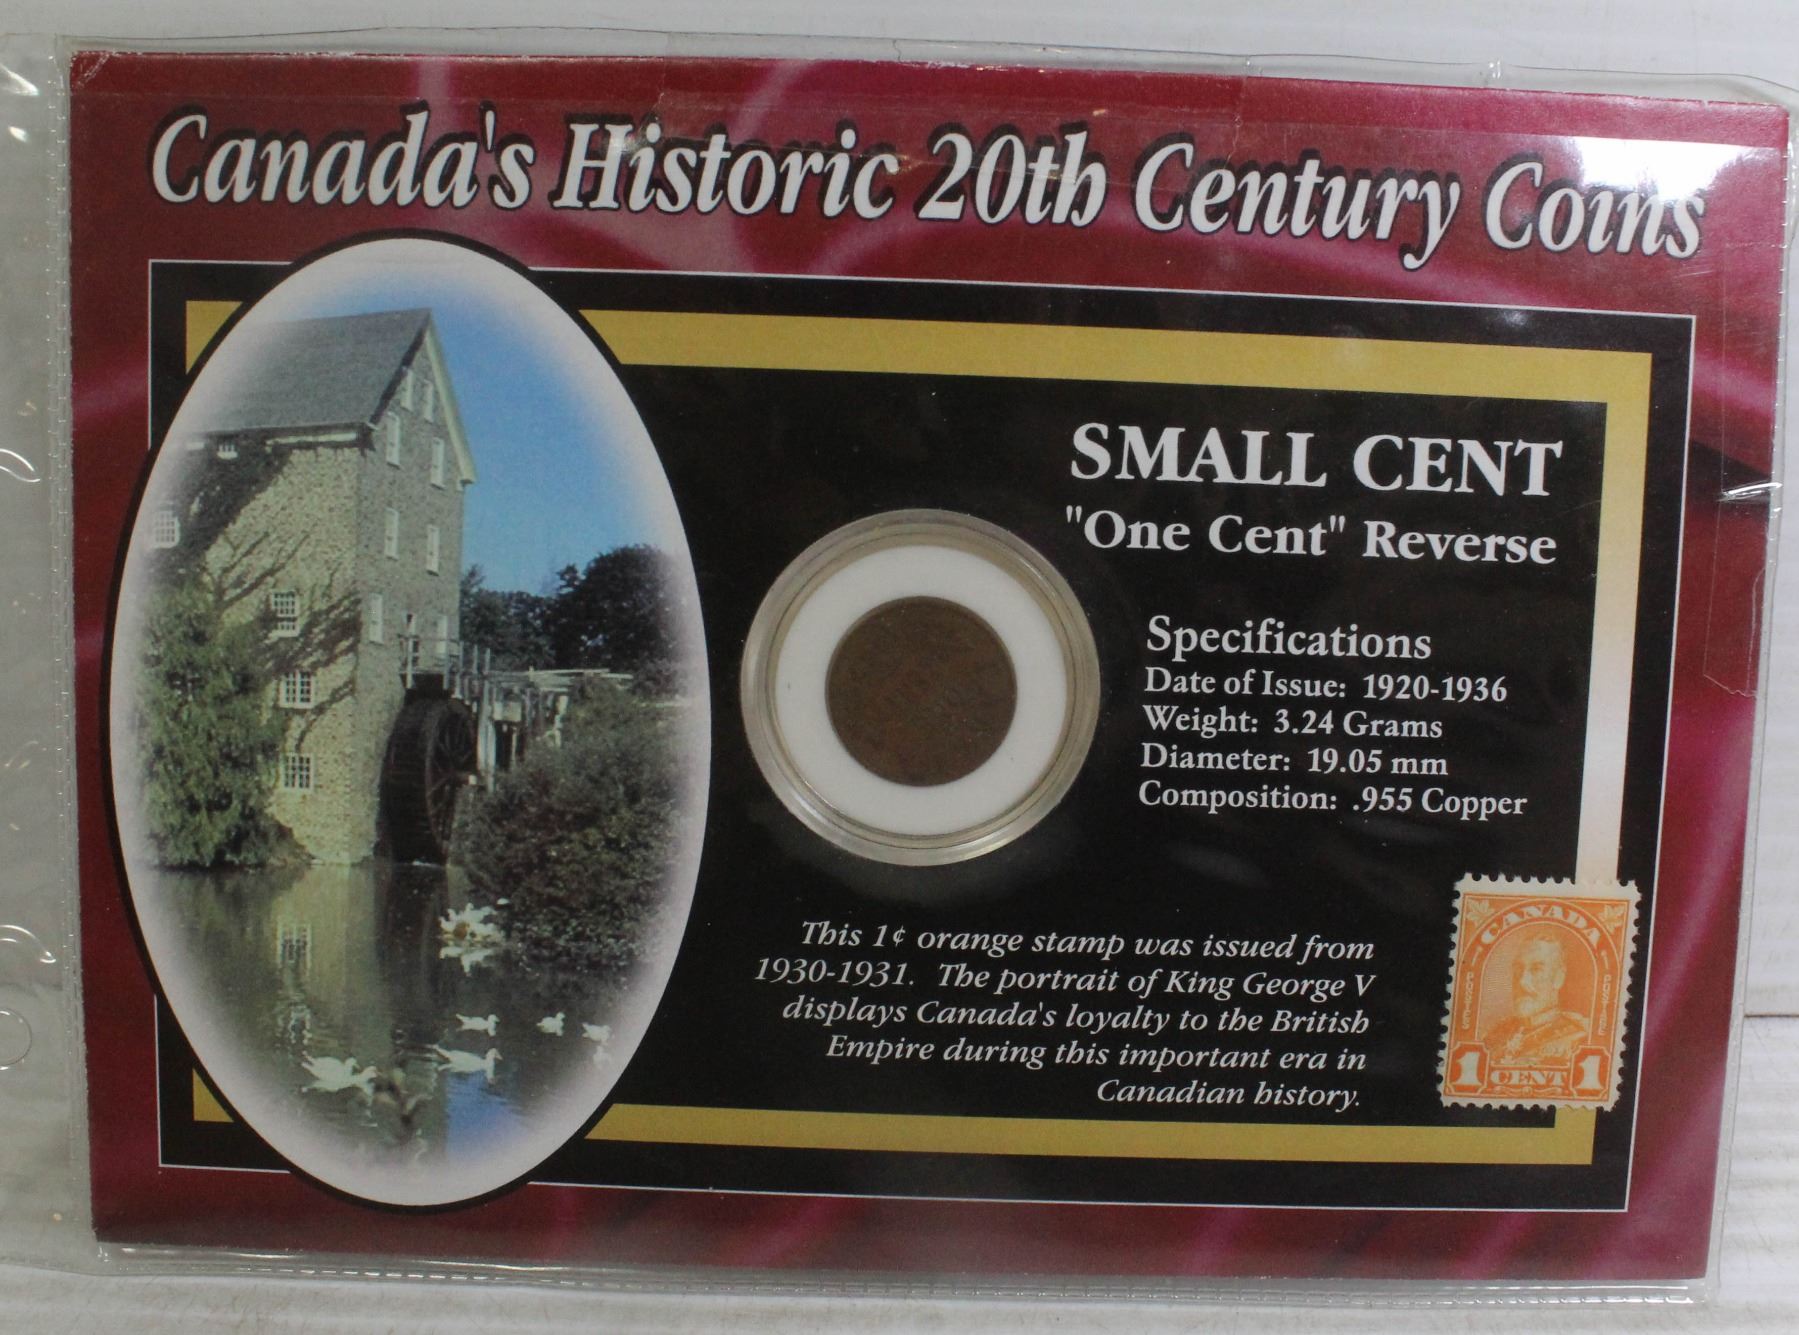 Canada's Historic 20th Century Coins
SMALL CENT
"One Cent" Reverse
Specifications
Date of Issue: 1920-1936
Weight: 3.24 Grams
Diameter: 19.05 mm
Composition: .955 Copper
This 1¢ orange stamp was issued from
1930-1931. The portrait of King George V
displays Canada's loyalty to the British
Empire during this important era in
Canadian history.
CANADA
POSTES
POSTAGE
1 CENT 1